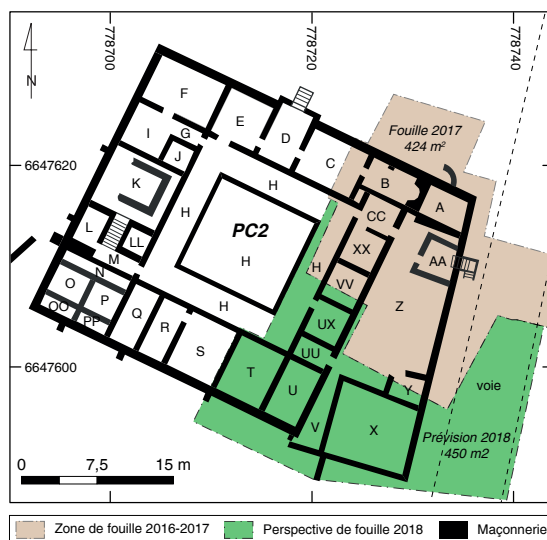 778700
778720
778740
N
6647620
6647600
F
E
D
C
I
G
J
H
K
B
A
CC
L
LL
M
H
PC2
H
XX
H
VV
AA
Z
N
O
P
OO
PP
Q
R
S
H
UX
UU
T
U
V
X
Y
Fouille 2017
424 m²
voie
Prévision 2018
450 m2
0 7,5 15 m
Zone de fouille 2016-2017 Perspective de fouille 2018 Maçonnerie